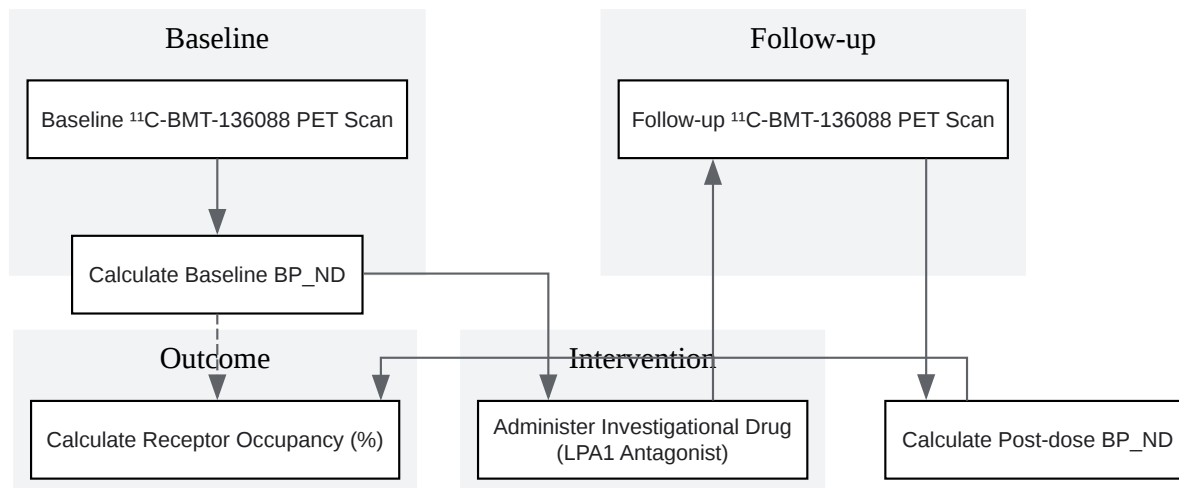 Baseline
Baseline ¹¹C-BMT-136088 PET Scan
Calculate Baseline BP_ND
Follow-up
Follow-up ¹¹C-BMT-136088 PET Scan
Outcome
Calculate Receptor Occupancy (%)
Intervention
Administer Investigational Drug
(LPA1 Antagonist)
Calculate Post-dose BP_ND